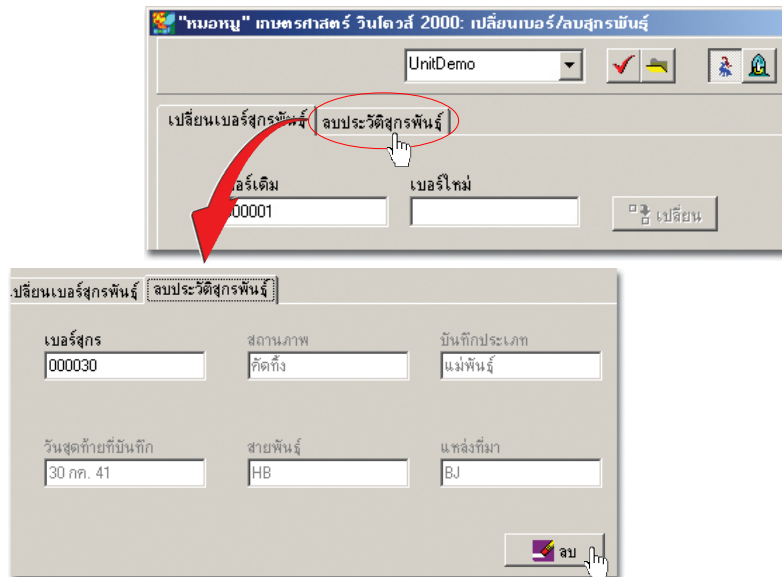 "หมอหมู" เกษตรศาสตร์ วินโดวส์ 2000: เปลี่ยนเบอร์/ลบสุกรพันธุ์
UnitDemo
เปลี่ยนเบอร์สุกรพันธุ์ ลบประวัติสุกรพันธุ์
อร์เดิม เบอร์ใหม่
00001
เปลี่ยน
ปลี่ยนเบอร์สุกรพันธุ์ ลบประวัติสุกรพันธุ์
เบอร์สุกร สถานภาพ บันทึกประเภท
000030 คัดทิ้ง แม่พันธุ์
วันสุดท้ายที่บันทึก สายพันธุ์ แหล่งที่มา
30 กค. 41 HB BJ
ลบ